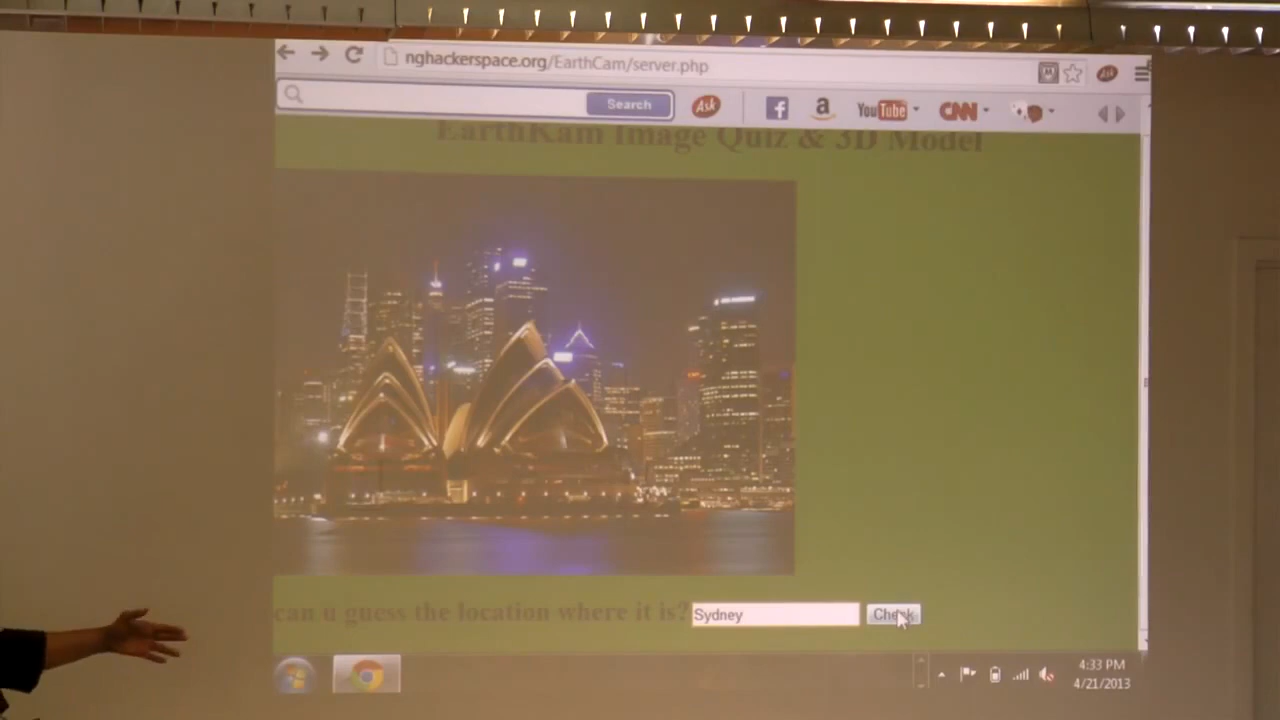 nghackerspace.org/EarthCam/server.php
Search
Ask
f
a
YouTube
CNN
Ask
EarthKam Image Quiz & 3D Model
can u guess the location where it is?
Sydney
Check
4:33 PM
4/21/2013